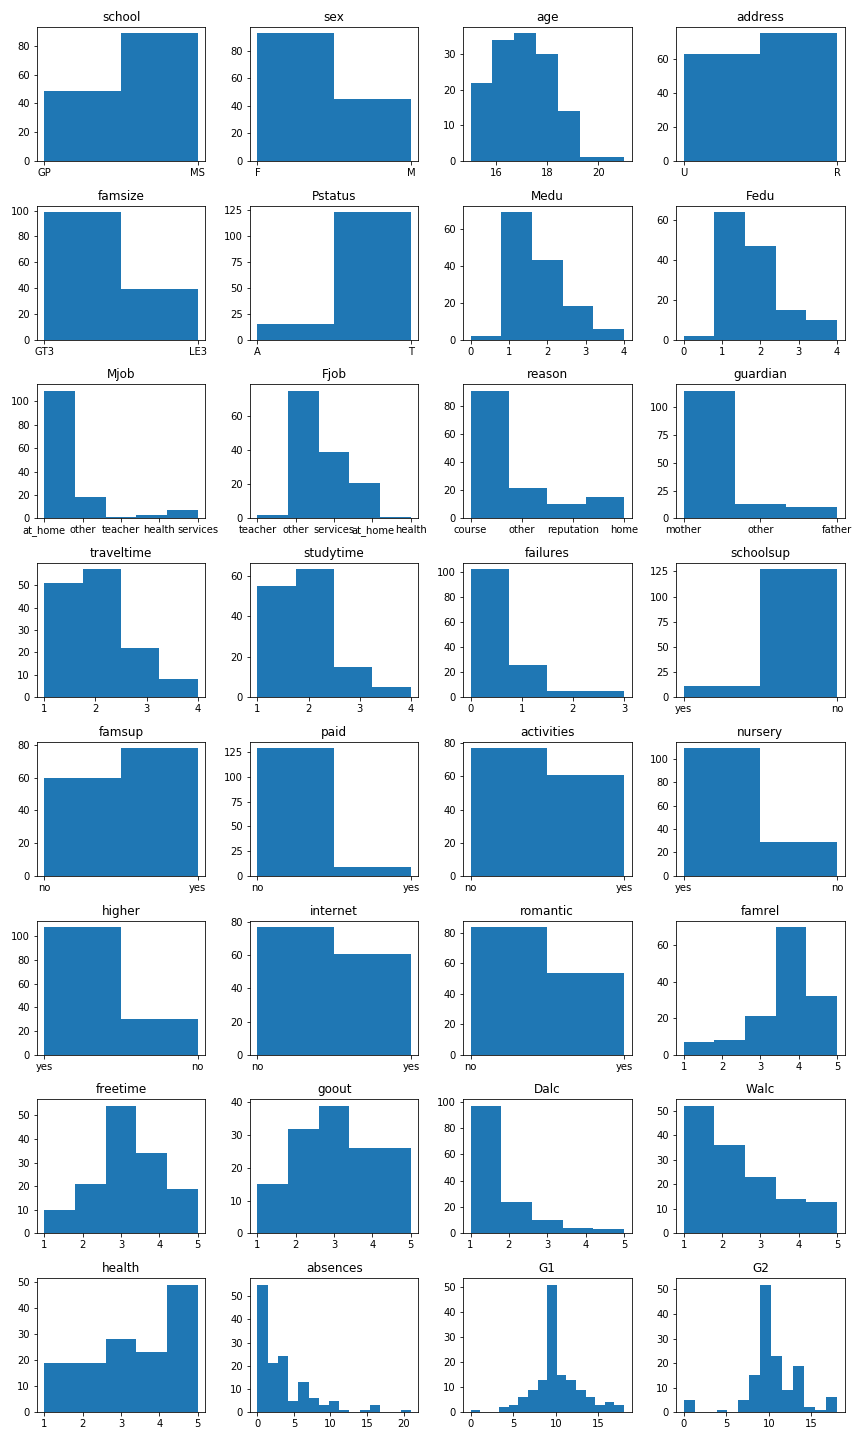 school sex age address
80 60 40 20 0 GP MS
80 60 40 20 0 F M
30 20 10 0 16 18 20
60 40 20 0 U R
famsize Pstatus Medu Fedu
100 80 60 40 20 0 GT3 LE3
125 100 75 50 25 0 A T
60 40 20 0 0 1 2 3 4
60 40 20 0 0 1 2 3 4
Mjob Fjob reason guardian
100 80 60 40 20 0 at_home other teacher health services
60 40 20 0 teacher other services at_home health
80 60 40 20 0 course other reputation home
100 75 50 25 0 mother other father
traveltime studytime failures schoolsup
50 40 30 20 10 0 1 2 3 4
60 40 20 0 1 2 3 4
100 80 60 40 20 0 0 1 2 3
125 100 75 50 25 0 yes no
famsup paid activities nursery
80 60 40 20 0 no yes
125 100 75 50 25 0 no yes
80 60 40 20 0 no yes
100 80 60 40 20 0 yes no
higher internet romantic famrel
100 80 60 40 20 0 yes no
80 60 40 20 0 no yes
80 60 40 20 0 no yes
60 40 20 0 1 2 3 4 5
freetime goout Dalc Walc
50 40 30 20 10 0 1 2 3 4 5
40 30 20 10 0 1 2 3 4 5
100 80 60 40 20 0 1 2 3 4 5
50 40 30 20 10 0 1 2 3 4 5
health absences G1 G2
50 40 30 20 10 0 1 2 3 4 5
50 40 30 20 10 0 0 5 10 15 20
50 40 30 20 10 0 0 5 10 15
50 40 30 20 10 0 0 5 10 15